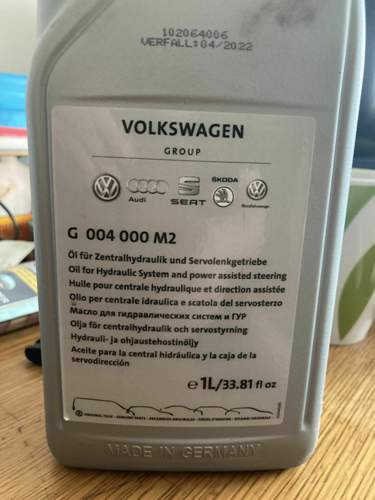 102064006
VERFALL:04/2022
VOLKSWAGEN
GROUP
Audi
SEAT
ŠKODA
Nutzfahrzeuge
G 004 000 M2
Öl für Zentralhydraulik und Servolenkgetriebe
Oil for Hydraulic System and power assisted steering
Huile pour centrale hydraulique et direction assistée
Olio per centrale idraulica e scatola del servosterzo
Масло для гидравлических систем и ГУР
Olja för centralhydraulik och servostyrning
Hydrauli- ja ohjaustehostinöljy
Aceite para la central hidráulica y la caja de la
servodirección
e 1L/33.81 fl oz
MADE IN GERMANY